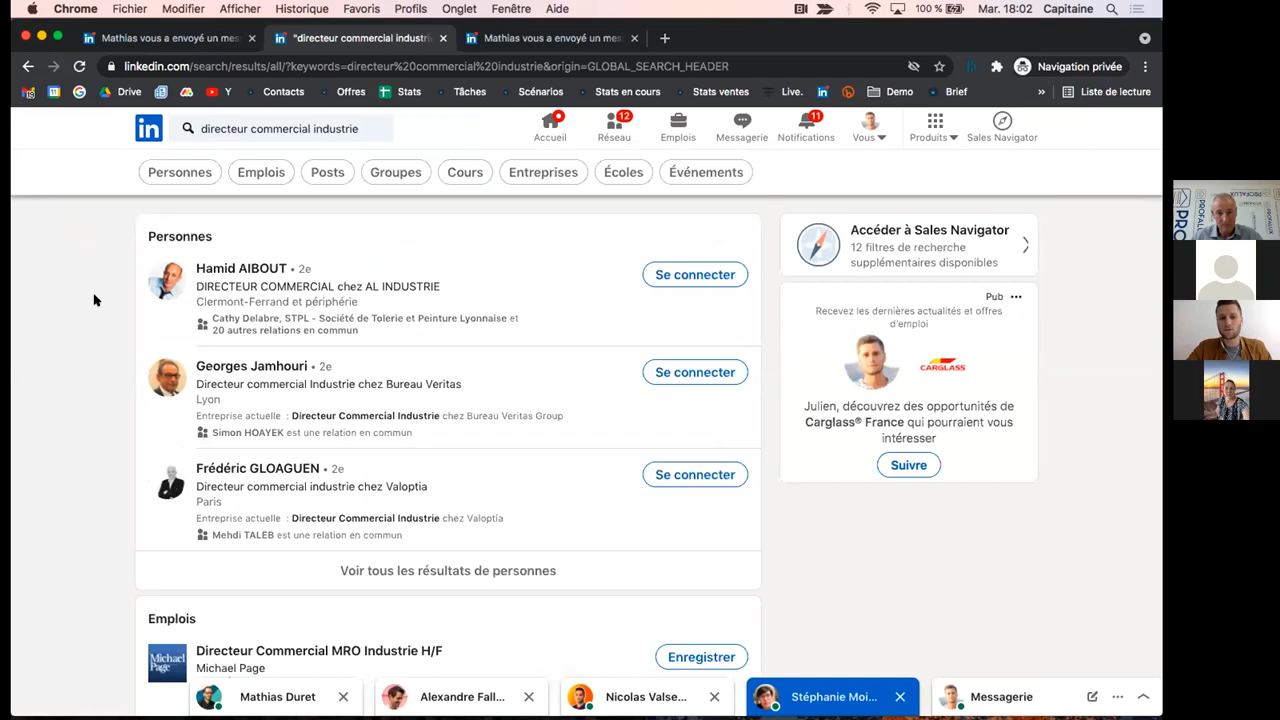 Chrome Fichier Modifier Afficher Historique Favoris Profils Onglet Fenêtre Aide 100 % Mar. 18:02 Capitaine
Mathias vous a envoyé un mes
"directeur commercial industrie
Mathias vous a envoyé un mes
linkedin.com/search/results/all/?keywords=directeur%20commercial%20industrie&origin=GLOBAL_SEARCH_HEADER
Navigation privée
Drive Y Contacts Offres Stats Tâches Scénarios Stats en cours Stats ventes Live. Demo Brief » Liste de lecture
in directeur commercial industrie
12 11
Accueil Réseau Emplois Messagerie Notifications Vous Produits Sales Navigator
Personnes Emplois Posts Groupes Cours Entreprises Écoles Événements
Personnes
Hamid AIBOUT • 2e
DIRECTEUR COMMERCIAL chez AL INDUSTRIE
Clermont-Ferrand et périphérie
Cathy Delabre, STPL - Société de Tolerie et Peinture Lyonnaise et
20 autres relations en commun
Se connecter
Georges Jamhouri • 2e
Directeur commercial Industrie chez Bureau Veritas
Lyon
Entreprise actuelle : Directeur Commercial Industrie chez Bureau Veritas Group
Simon HOAYEK est une relation en commun
Se connecter
Frédéric GLOAGUEN • 2e
Directeur commercial industrie chez Valoptia
Paris
Entreprise actuelle : Directeur Commercial Industrie chez Valoptia
Mehdi TALEB est une relation en commun
Se connecter
Voir tous les résultats de personnes
Emplois
Michael
Page
Directeur Commercial MRO Industrie H/F
Michael Page
Enregistrer
Accéder à Sales Navigator
12 filtres de recherche
supplémentaires disponibles
Pub •••
Recevez les dernières actualités et offres
d'emploi
CARGLASS
Julien, découvrez des opportunités de
Carglass® France qui pourraient vous
intéresser
Suivre
Mathias Duret
Alexandre Fall...
Nicolas Valse...
Stéphanie Moi...
Messagerie
PROFALUX
PRO